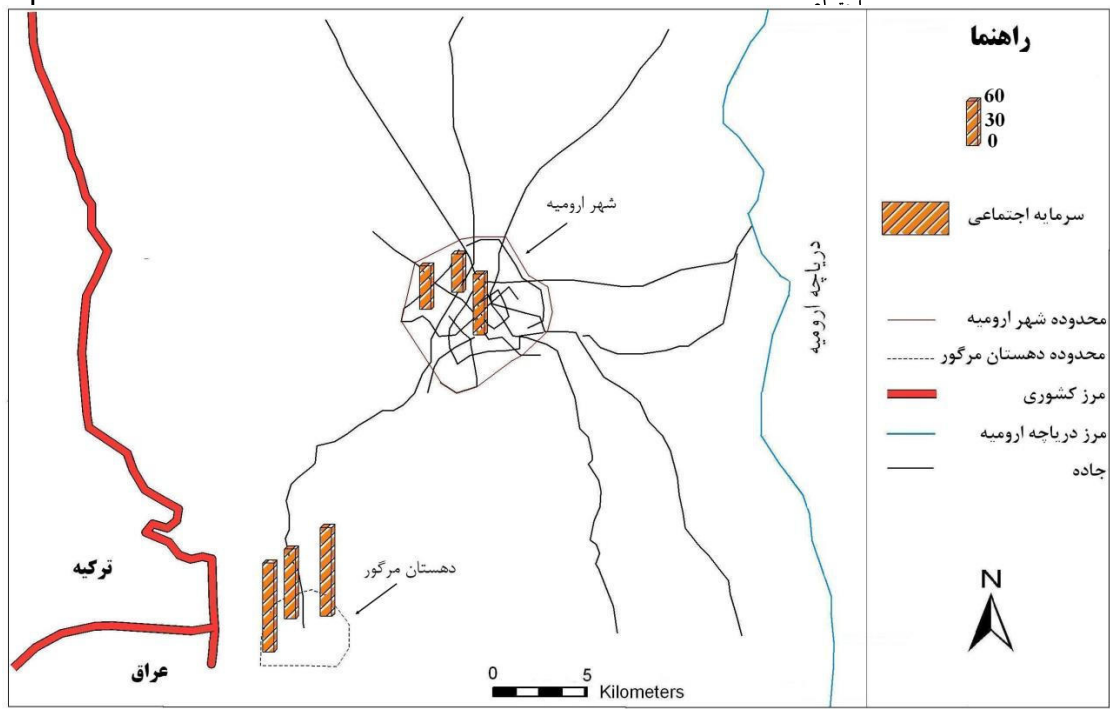 راهنما
60
30
0
سرمایه اجتماعی
محدوده شهر ارومیه
محدوده دهستان مرگور
مرز کشوری
مرز دریاچه ارومیه
جاده
N
شهر ارومیه
دریاچه ارومیه
دهستان مرگور
ترکیه
عراق
0 5
Kilometers